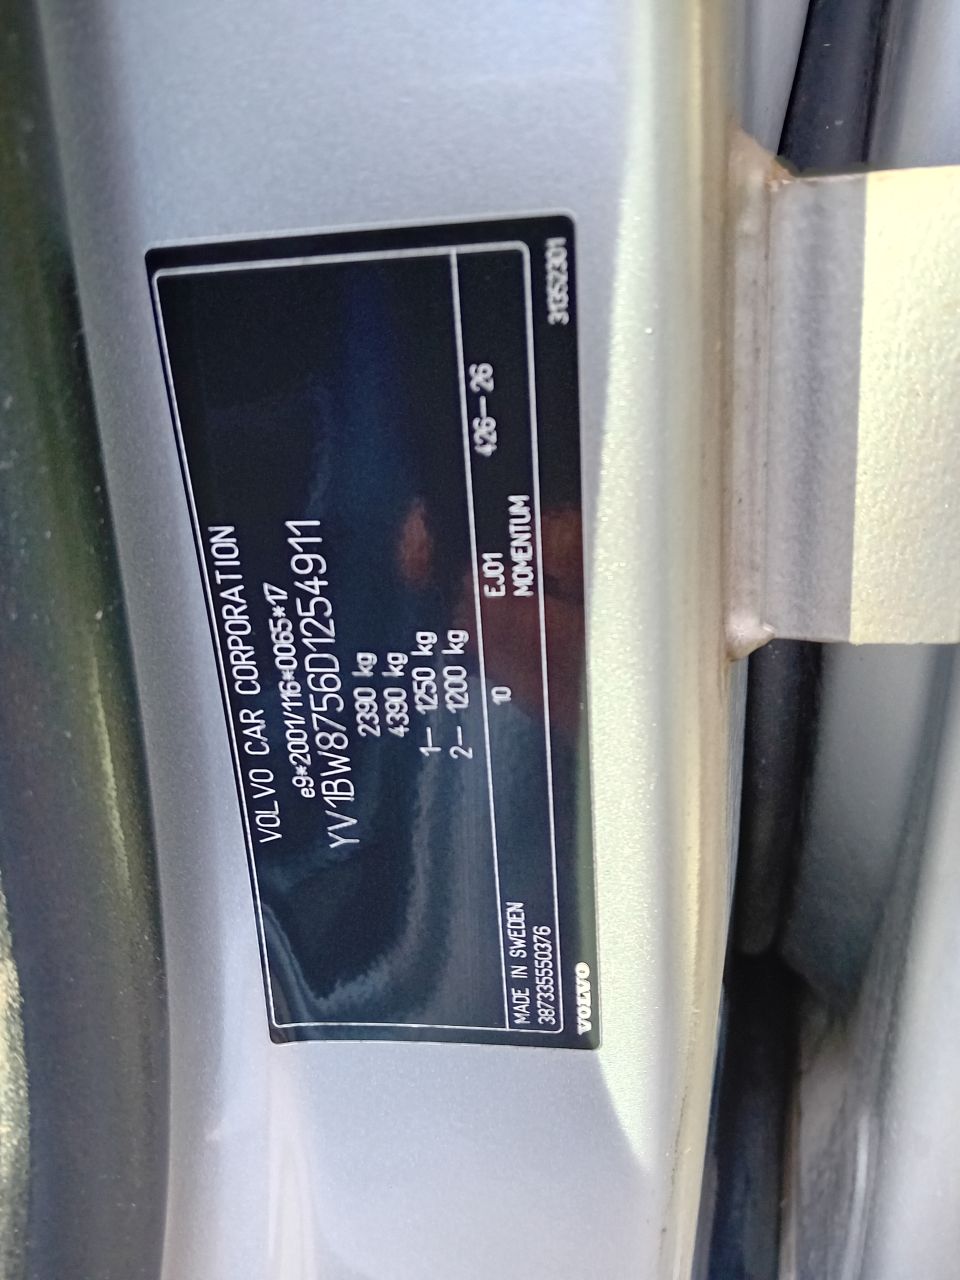 VOLVO CAR CORPORATION
e9*2001/116*0065*17
YV1BW8756D1254911
2390 kg
4390 kg
1- 1250 kg
2- 1200 kg
MADE IN SWEDEN 10 EJ01 426-26
387335550376 MOMENTUM
VOLVO 31352301